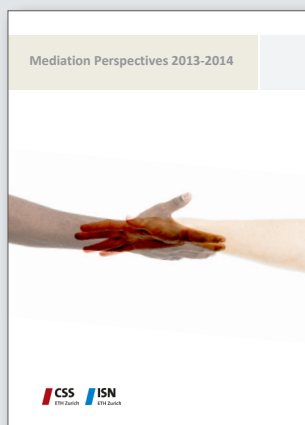 Mediation Perspectives 2013-2014
CSS
ETH Zurich
ISN
ETH Zurich